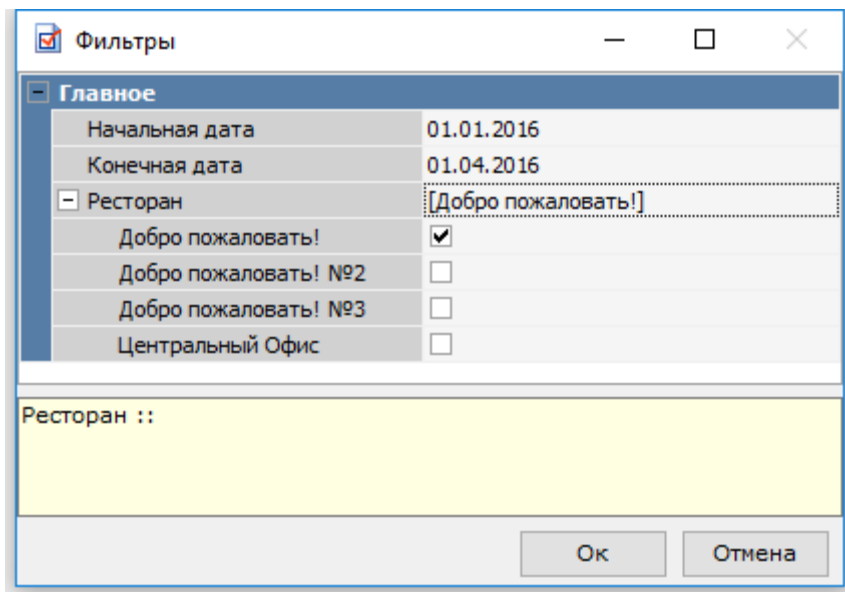 Фильтры
Главное
Начальная дата 01.01.2016
Конечная дата 01.04.2016
Ресторан [Добро пожаловать!]
Добро пожаловать!
Добро пожаловать! №2
Добро пожаловать! №3
Центральный Офис
Ресторан ::
Ок Отмена